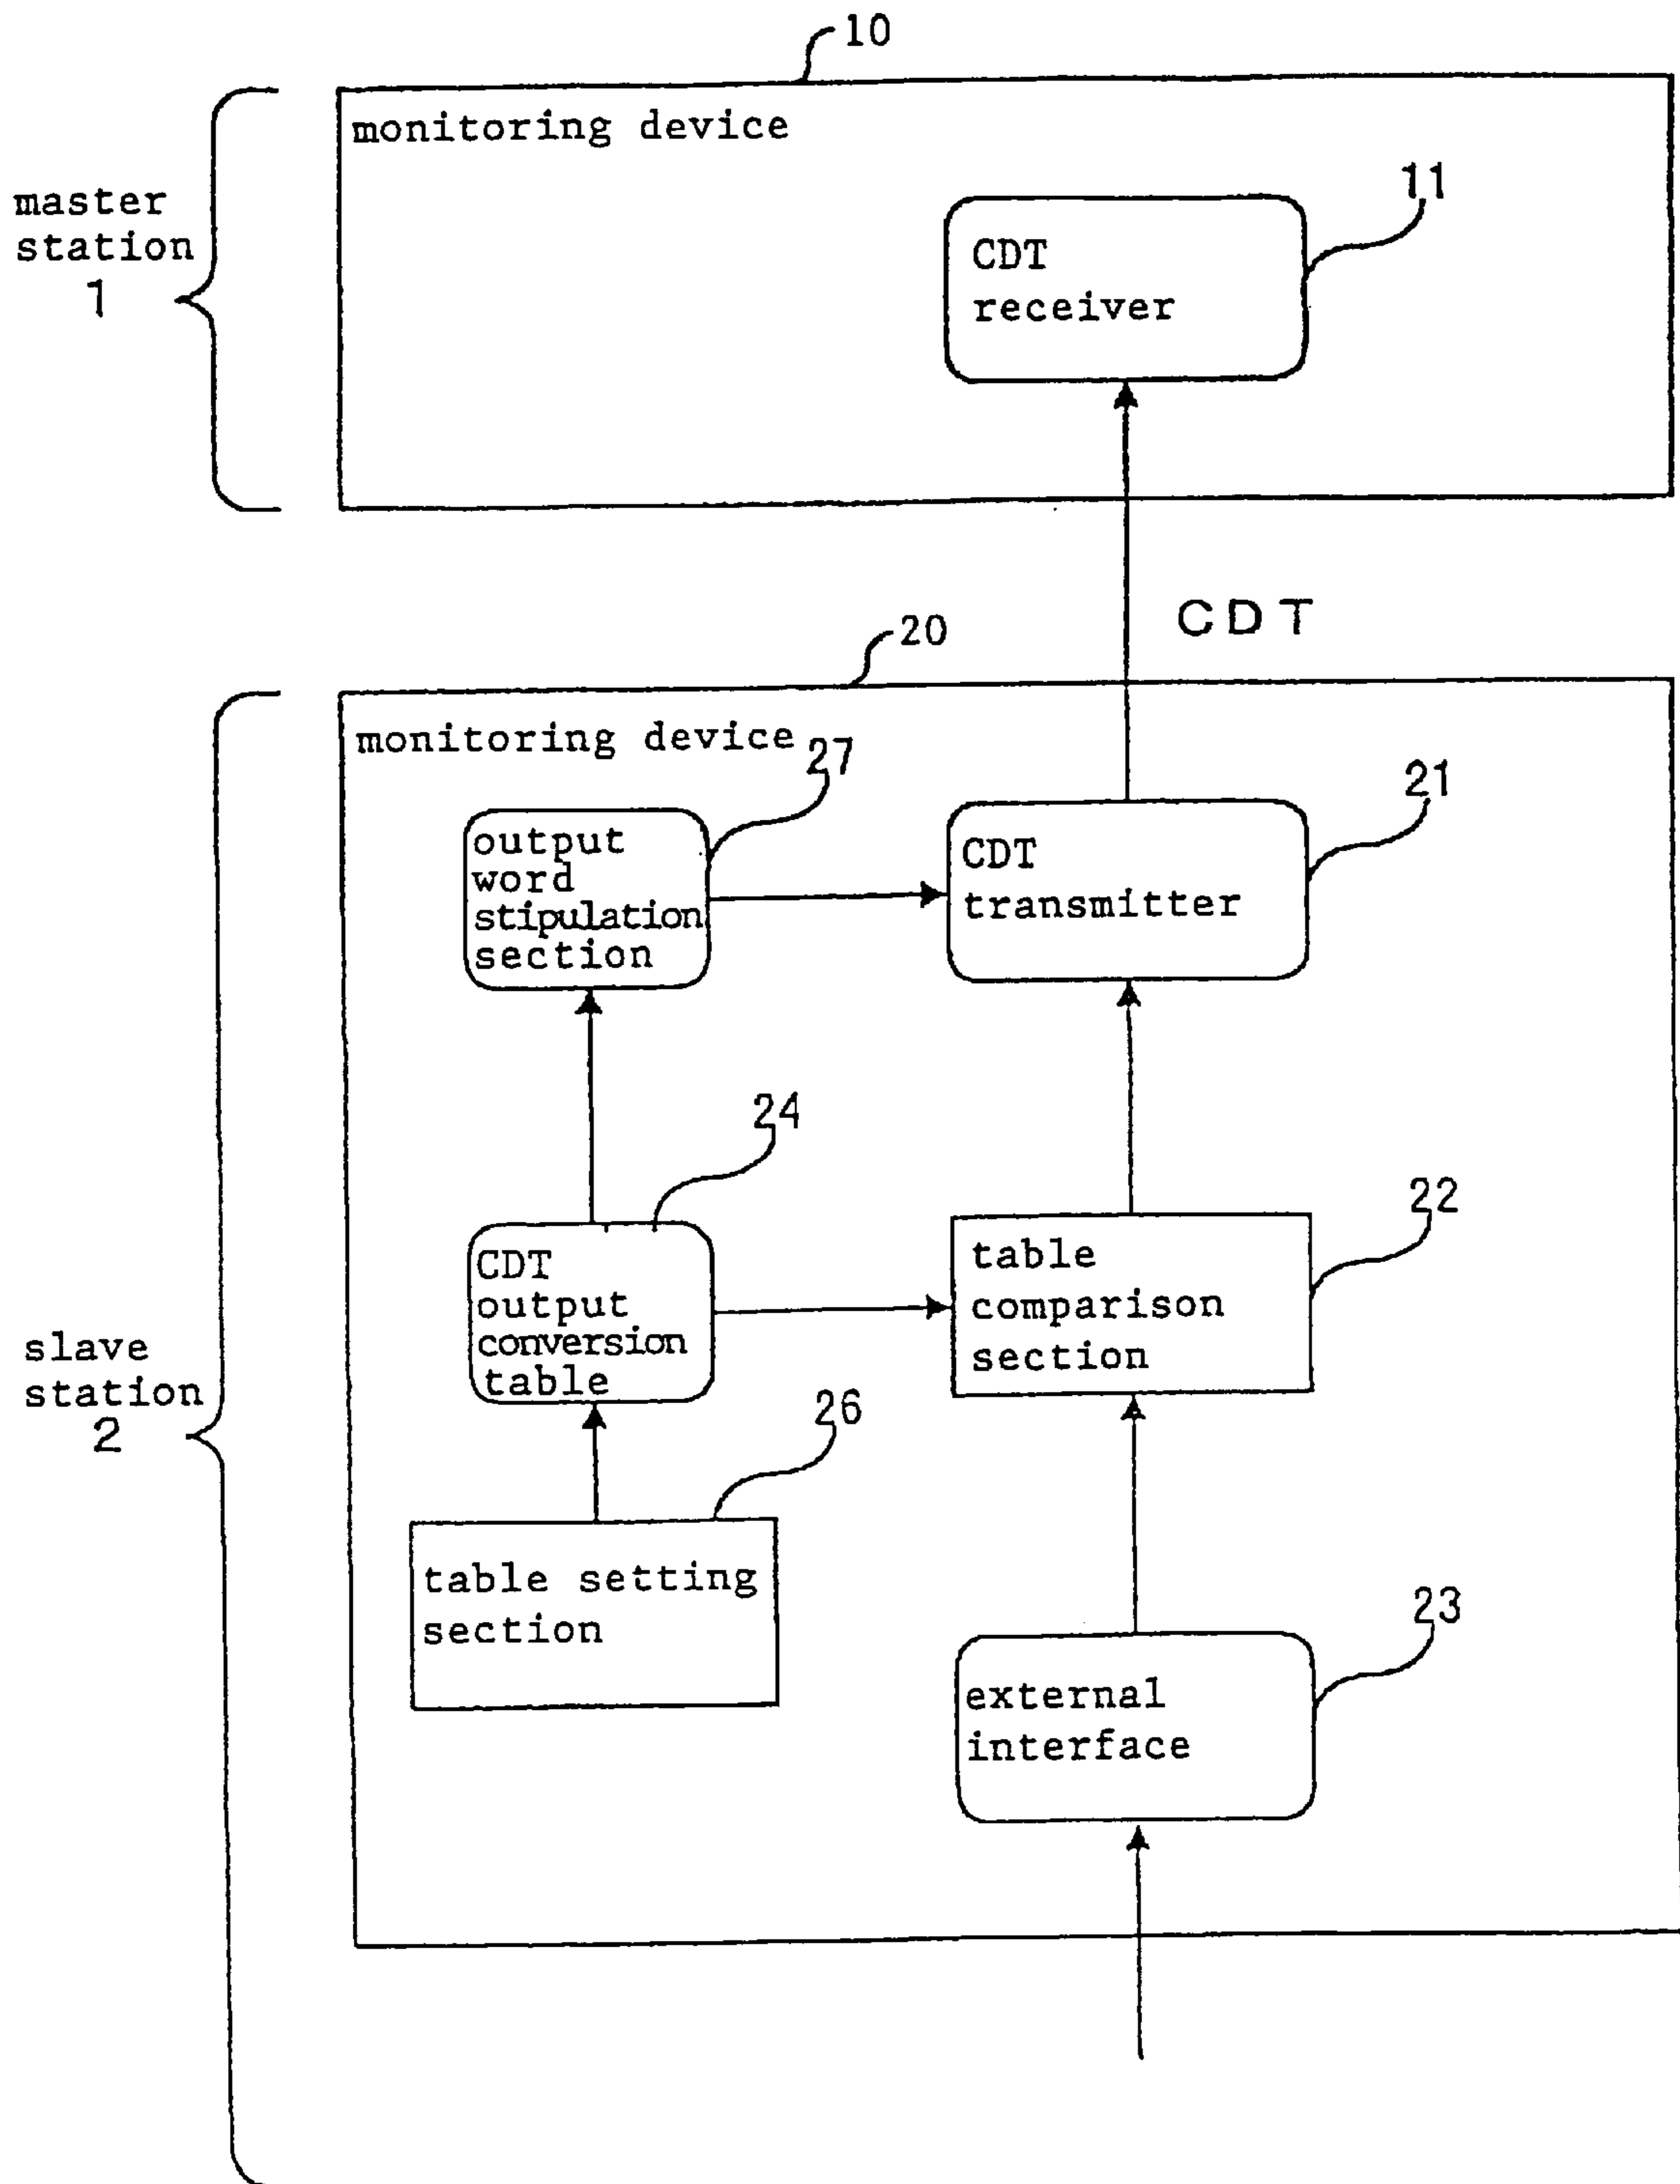 10
monitoring device
master
station
1
11
CDT
receiver
CDT
20
monitoring device
27
21
output
word
stipulation
section
CDT
transmitter
24
22
CDT
output
conversion
table
table
comparison
section
slave
station
2
26
table setting
section
23
external
interface